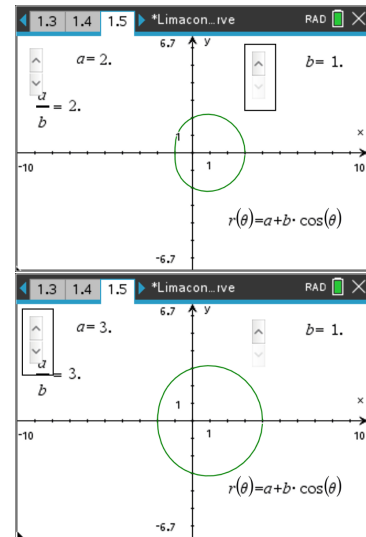 1.3 1.4 1.5 *Limacon...rve RAD
6.7 y
a= 2.
b= 1.
a/b = 2.
1
x
-10 1 10
r(θ)=a+b· cos(θ)
-6.7
1.3 1.4 1.5 *Limacon...rve RAD
6.7 y
a= 3.
b= 1.
a/b = 3.
1
x
-10 1 10
r(θ)=a+b· cos(θ)
-6.7